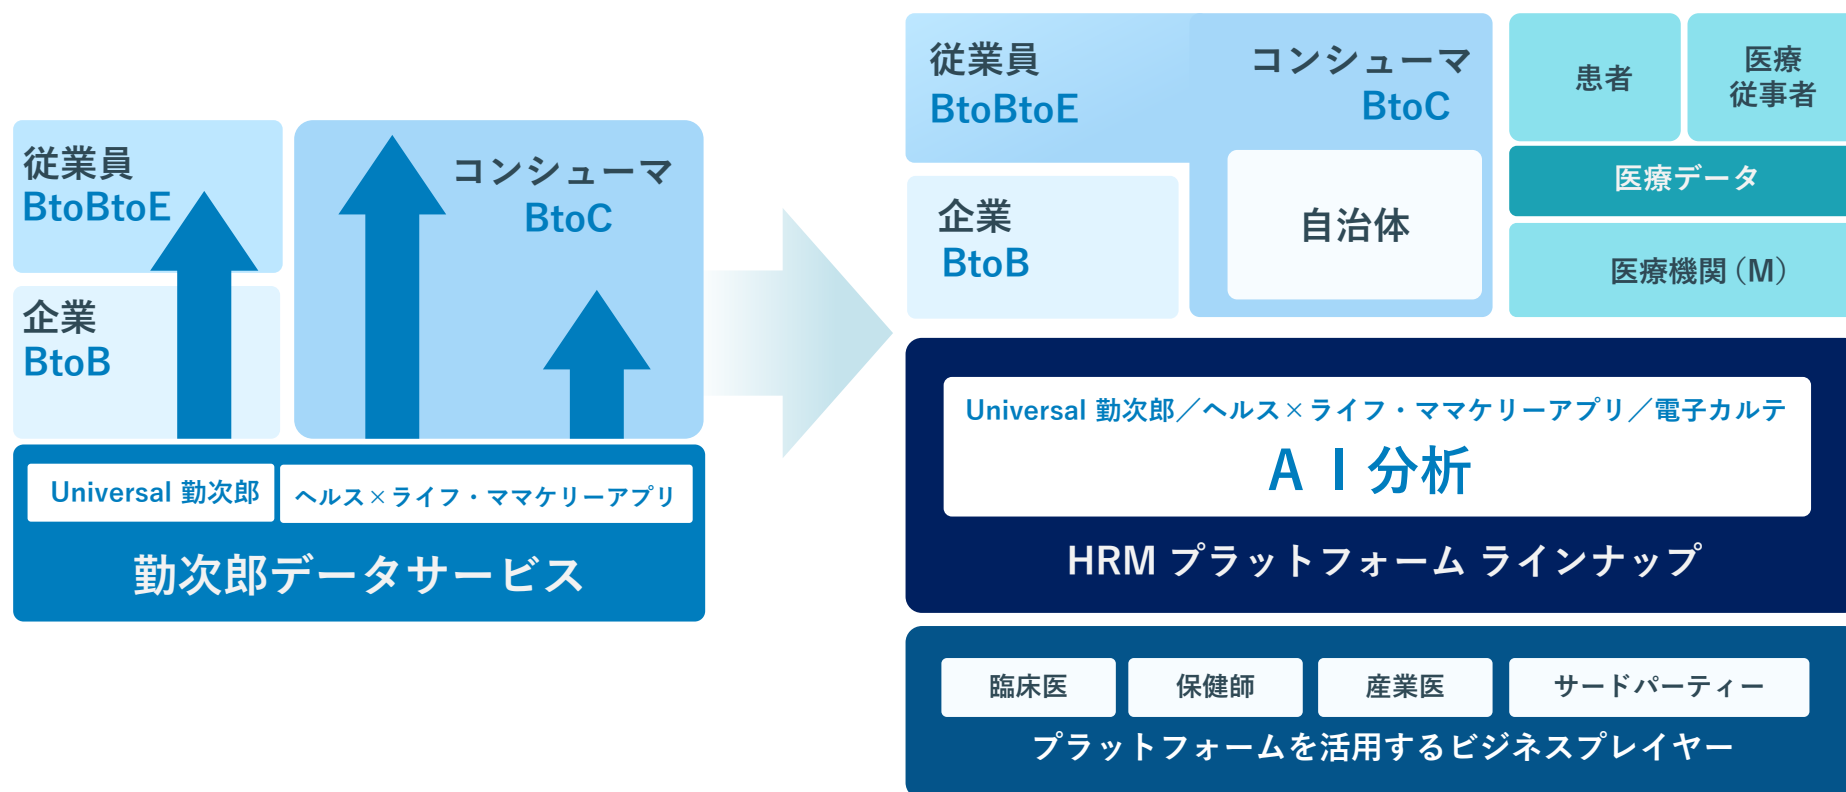 従業員
BtoBtoE
企業
BtoB
コンシューマ
BtoC
Universal 勤次郎
ヘルス×ライフ・ママケリーアプリ
勤次郎データサービス
従業員
BtoBtoE
コンシューマ
BtoC
企業
BtoB
自治体
患者
医療
従事者
医療データ
医療機関（M）
Universal 勤次郎／ヘルス×ライフ・ママケリーアプリ／電子カルテ
ＡＩ分析
HRM プラットフォーム ラインナップ
臨床医
保健師
産業医
サードパーティー
プラットフォームを活用するビジネスプレイヤー